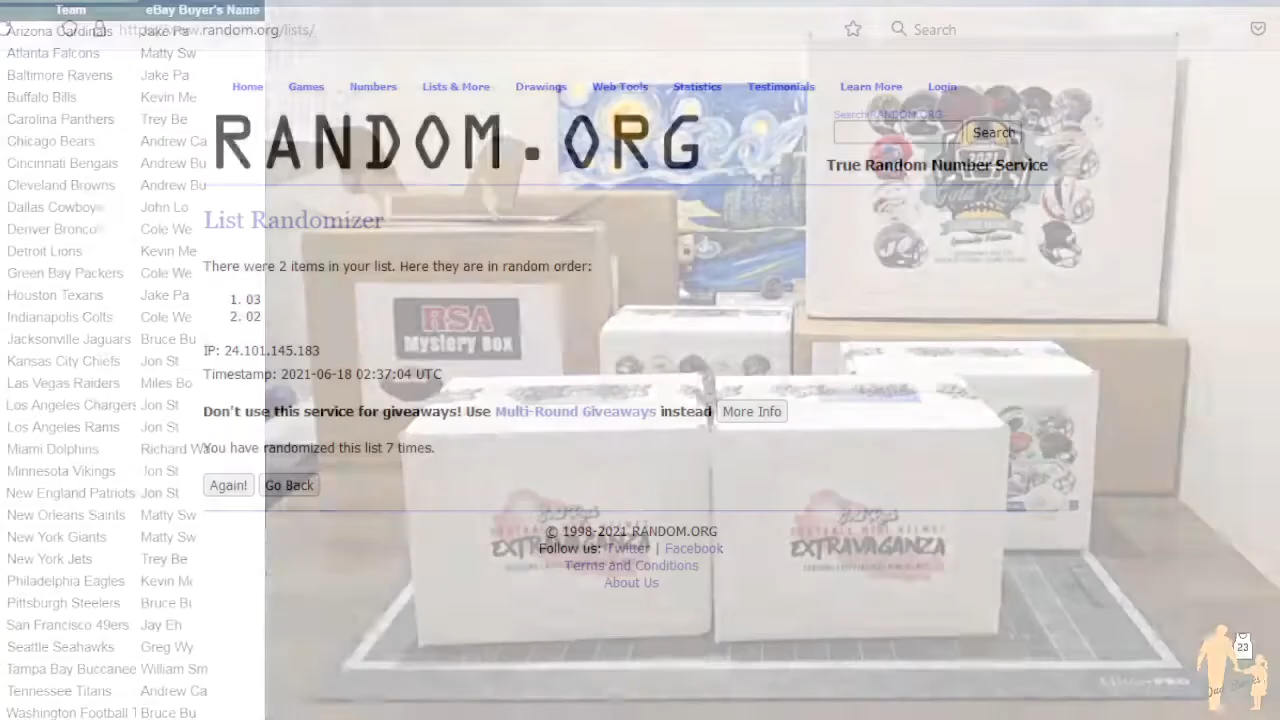 Team eBay Buyer's Name
Arizona Cardinals Jake Pa
Atlanta Falcons Matty Sw
Baltimore Ravens Jake Pa
Buffalo Bills Kevin Me
Carolina Panthers Trey Be
Chicago Bears Andrew Ca
Cincinnati Bengals Andrew Bu
Cleveland Browns Andrew Bu
Dallas Cowboys John Lo
Denver Broncos Cole We
Detroit Lions Kevin Me
Green Bay Packers Cole We
Houston Texans Jake Pa
Indianapolis Colts Cole We
Jacksonville Jaguars Bruce Bu
Kansas City Chiefs Jon St
Las Vegas Raiders Miles Bo
Los Angeles Chargers Jon St
Los Angeles Rams Jon St
Miami Dolphins Richard W
Minnesota Vikings Jon St
New England Patriots Jon St
New Orleans Saints Matty Sw
New York Giants Matty Sw
New York Jets Trey Be
Philadelphia Eagles Kevin Me
Pittsburgh Steelers Bruce Bu
San Francisco 49ers Jay Eh
Seattle Seahawks Greg Wy
Tampa Bay Buccanee William Sm
Tennessee Titans Andrew Ca
Washington Football T Bruce Bu
.random.org/lists/
Search
Home Games Numbers Lists & More Drawings Web Tools Statistics Testimonials Learn More Login
RANDOM.ORG
Search RANDOM.ORG
Search
True Random Number Service
List Randomizer
There were 2 items in your list. Here they are in random order:
1. 03
2. 02
IP: 24.101.145.183
Timestamp: 2021-06-18 02:37:04 UTC
Don't use this service for giveaways! Use Multi-Round Giveaways instead More Info
You have randomized this list 7 times.
Again! Go Back
© 1998-2021 RANDOM.ORG
Follow us: Twitter | Facebook
Terms and Conditions
About Us
RSA
Mystery Box
EXTRAVAGANZA
EXTRAVAGANZA
23